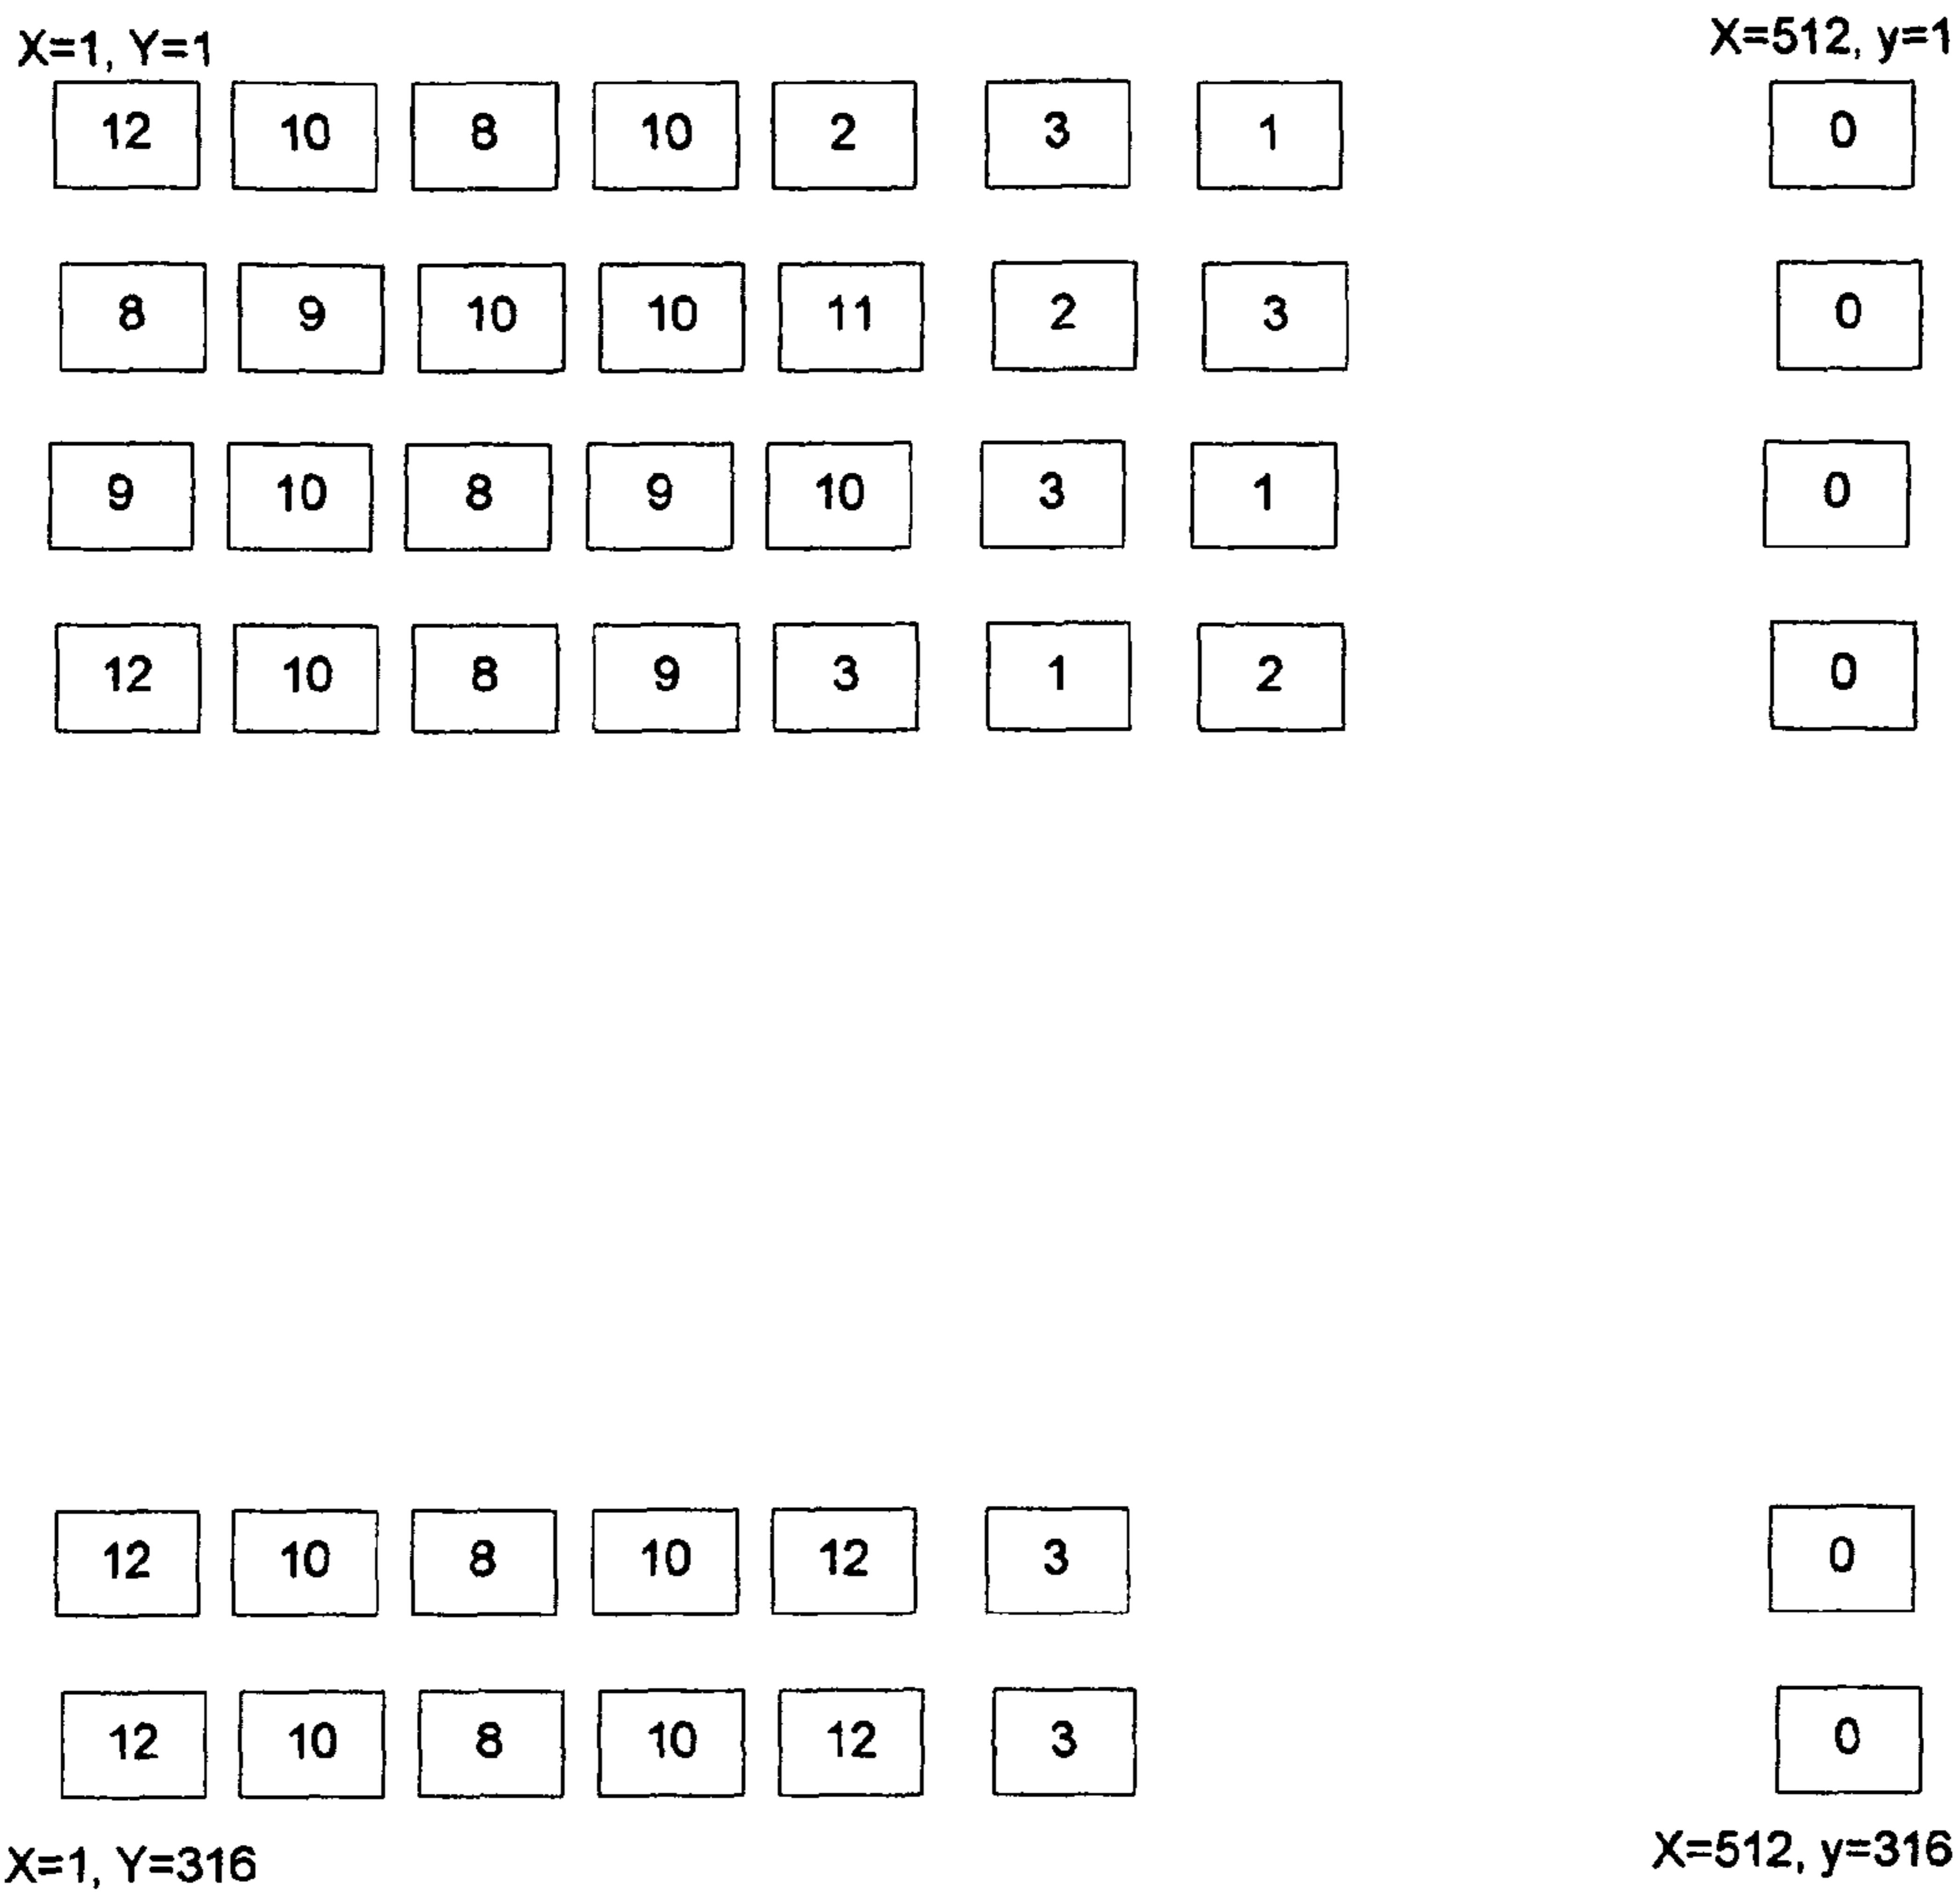 X=1, Y=1 X=512, y=1
12 10 8 10 2 3 1 0
8 9 10 10 11 2 3 0
9 10 8 9 10 3 1 0
12 10 8 9 3 1 2 0
12 10 8 10 12 3 0
12 10 8 10 12 3 0
X=1, Y=316 X=512, y=316